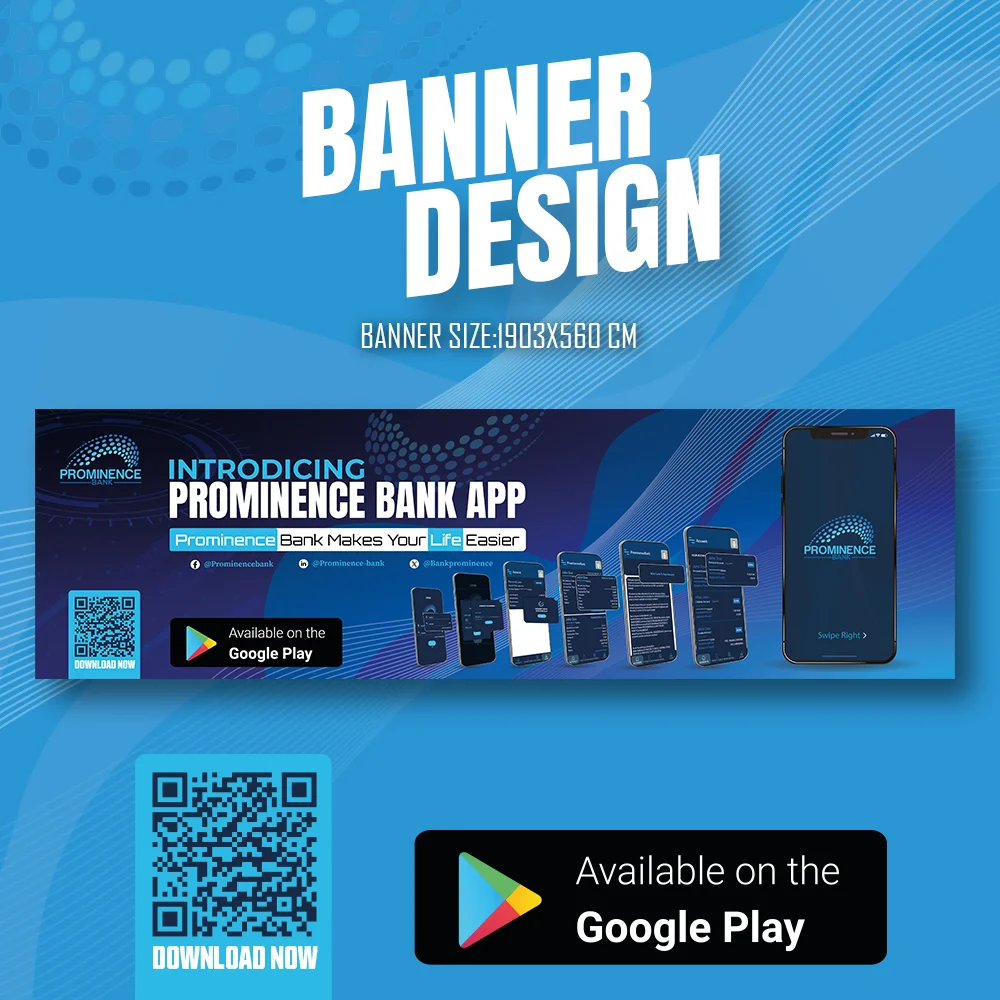 BANNER
DESIGN
BANNER SIZE:1903X560 CM
PROMINENCE
BANK
INTRODICING
PROMINENCE BANK APP
Prominence Bank Makes Your Life Easier
@Prominencebank @Prominence-bank @Bankprominence
DOWNLOAD NOW
Available on the
Google Play
PROMINENCE
BANK
Swipe Right >
DOWNLOAD NOW
Available on the
Google Play